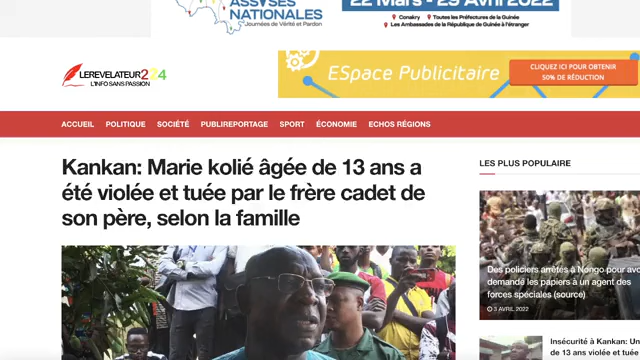 ASSISES
NATIONALES
Journées de Vérité et Pardon
22 Mars - 29 Avril 2022
Conakry Toutes les Préfectures de la Guinée
Les Ambassades de la République de Guinée à l'étranger
LEREVELATEUR224
L'INFO SANS PASSION
ESpace Publicitaire
CLIQUEZ ICI POUR OBTENIR
50% DE RÉDUCTION
ACCUEIL POLITIQUE SOCIÉTÉ PUBLIREPORTAGE SPORT ÉCONOMIE ECHOS RÉGIONS
Kankan: Marie kolié âgée de 13 ans a
été violée et tuée par le frère cadet de
son père, selon la famille
LES PLUS POPULAIRE
Des policiers arrêtés à Nongo pour avo
demandé les papiers à un agent des
forces spéciales (source)
3 AVRIL 2022
Insécurité à Kankan: Un
de 13 ans violée et tuée